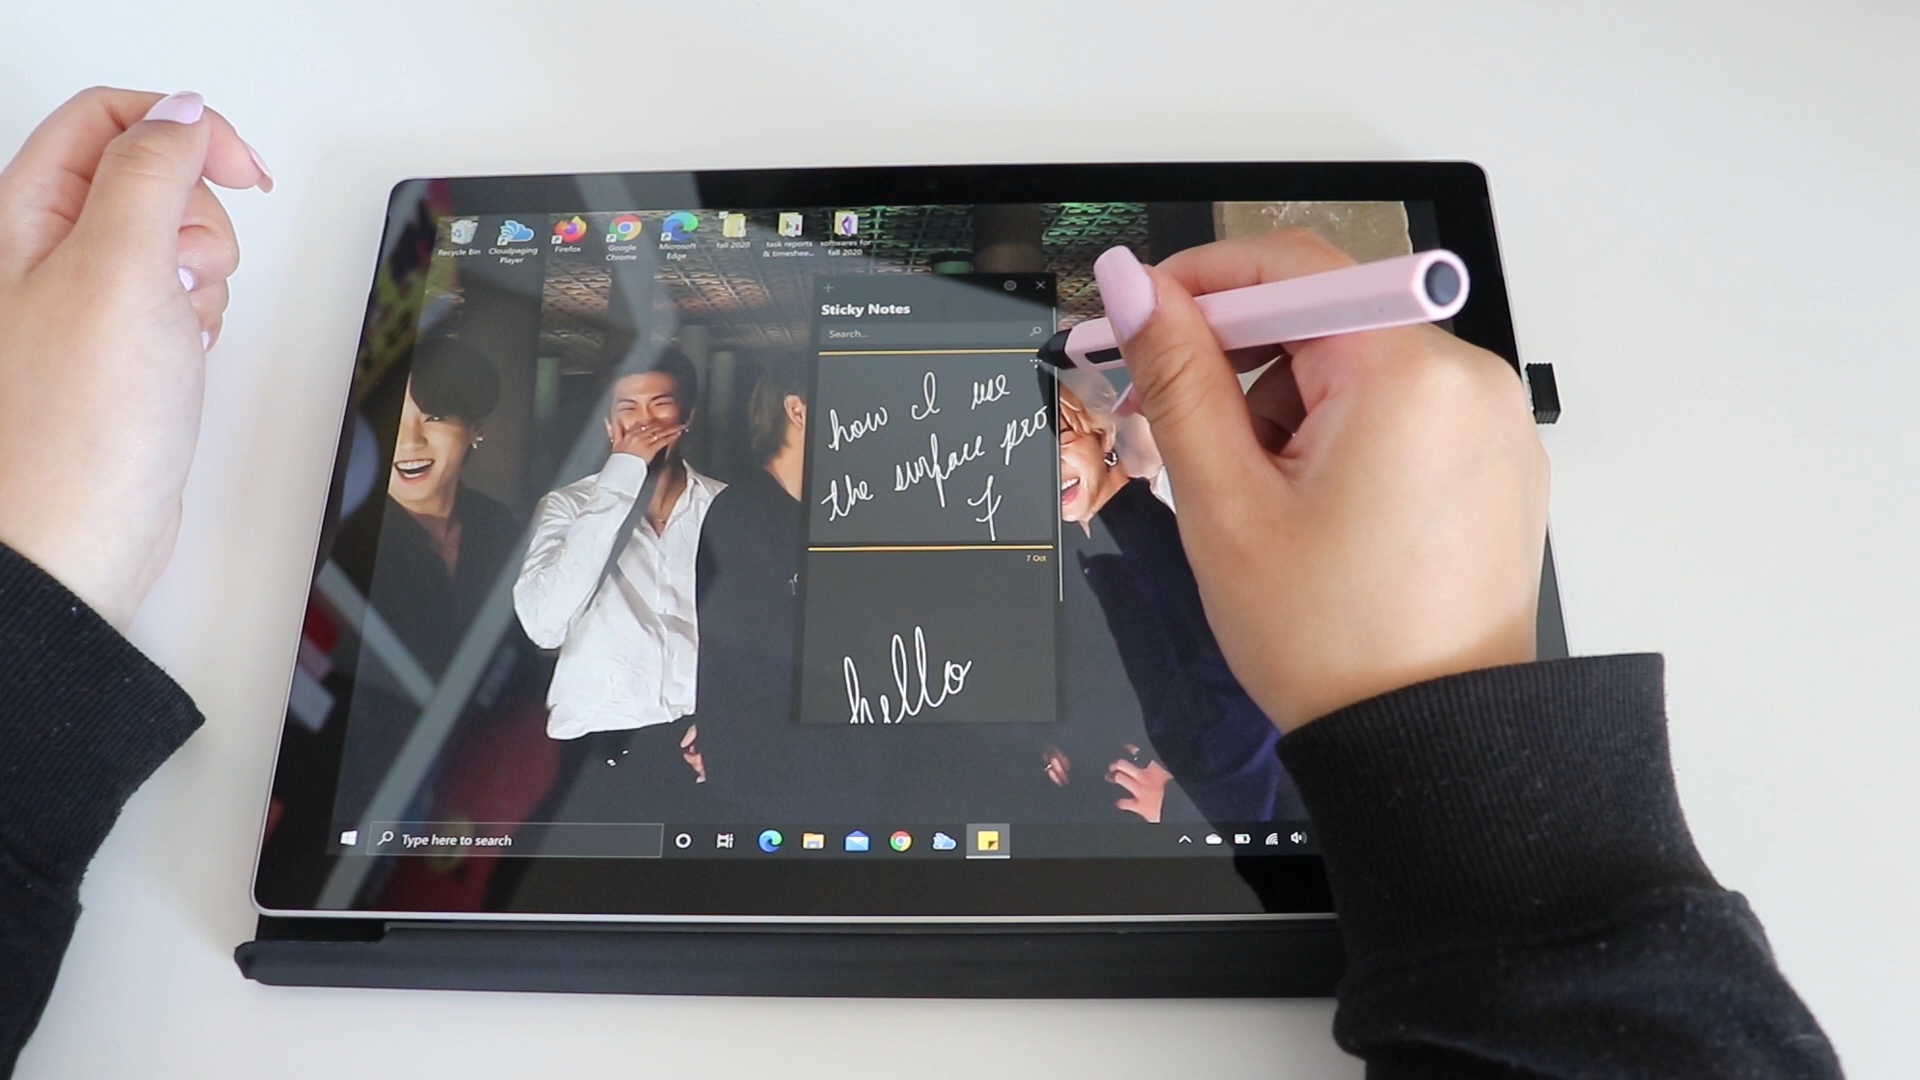 Recycle Bin
Cloudpaging
Player
Firefox
Google
Chrome
Microsoft
Edge
fall 2020
task reports
& timeshee...
softwares for
fall 2020
Sticky Notes
Search...
how I use
the surface pro
7
7 Oct
hello
Type here to search